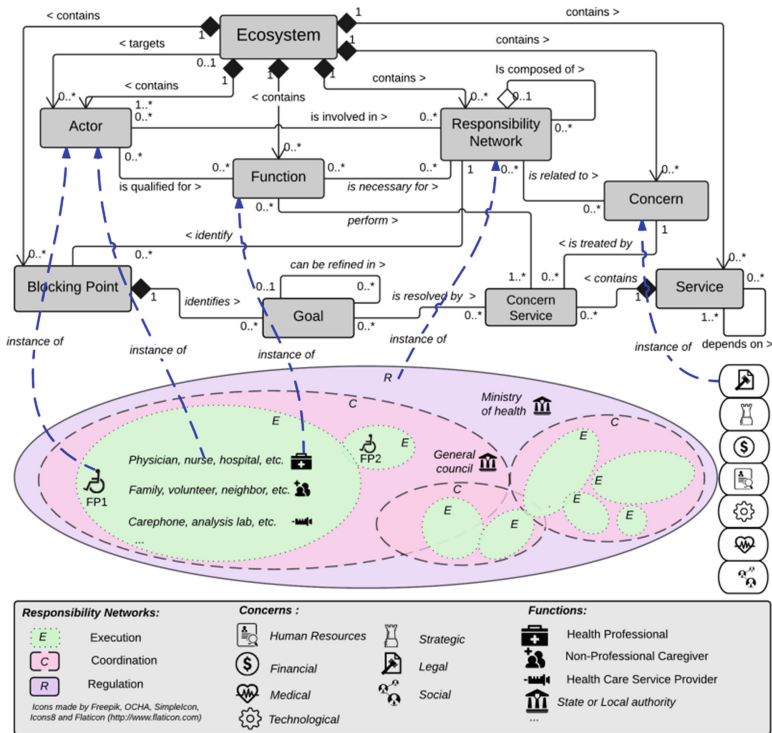 < contains
1
contains >
Ecosystem
1
1
contains >
< targets
0..1
1
1
1
< contains
contains >
Is composed of >
< contains
0..*
1..*
0..*
0..1
Actor
0..*
is involved in >
0..*
Responsibility
Network
0..*
0..*
0..*
0..*
Function
0..*
0..*
1
0..*
is related to >
0..*
is qualified for >
is necessary for >
Concern
0..*
0..*
1
perform >
< identify
0..*
< is treated by
0..*
0..*
can be refined in >
1..*
0..*
< contains
Blocking Point
1
0..1
0..*
is resolved by >
Service
0..*
identifies >
Goal
Concern
Service
1
0..*
0..*
0..*
0..*
1..*
instance of
instance of
instance of
instance of
instance of
depends on >
R
Ministry
of health
C
E
C
E
E
Physician, nurse, hospital, etc.
FP2
General
council
E
FP1
Family, volunteer, neighbor, etc.
C
E
E
E
E
Carephone, analysis lab, etc.
...
Responsibility Networks:
E
Execution
C
Coordination
R
Regulation
Icons made by Freepik, OCHA, SimpleIcon,
Icons8 and Flaticon (http://www.flaticon.com)
Concerns :
Human Resources
Strategic
Financial
Legal
Medical
Social
Technological
Functions:
Health Professional
Non-Professional Caregiver
Health Care Service Provider
State or Local authority
...